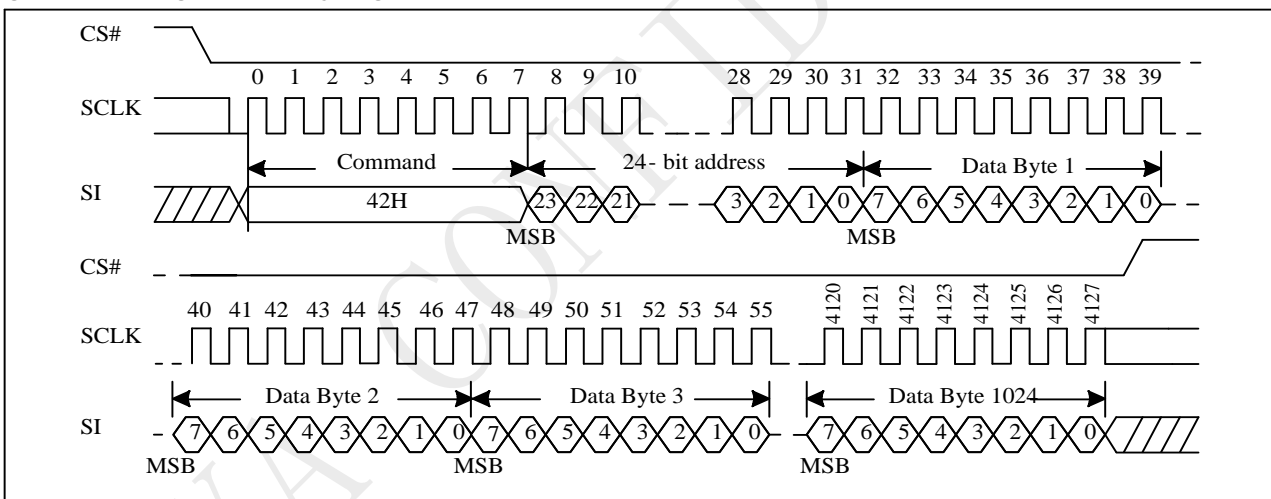 CS#
0 1 2 3 4 5 6 7 8 9 10 28 29 30 31 32 33 34 35 36 37 38 39
SCLK
Command 24- bit address Data Byte 1
SI 42H 23 22 21 3 2 1 0 7 6 5 4 3 2 1 0
MSB MSB
CS#
40 41 42 43 44 45 46 47 48 49 50 51 52 53 54 55 4120 4121 4122 4123 4124 4125 4126 4127
SCLK
Data Byte 2 Data Byte 3 Data Byte 1024
SI 7 6 5 4 3 2 1 0 7 6 5 4 3 2 1 0 7 6 5 4 3 2 1 0
MSB MSB MSB